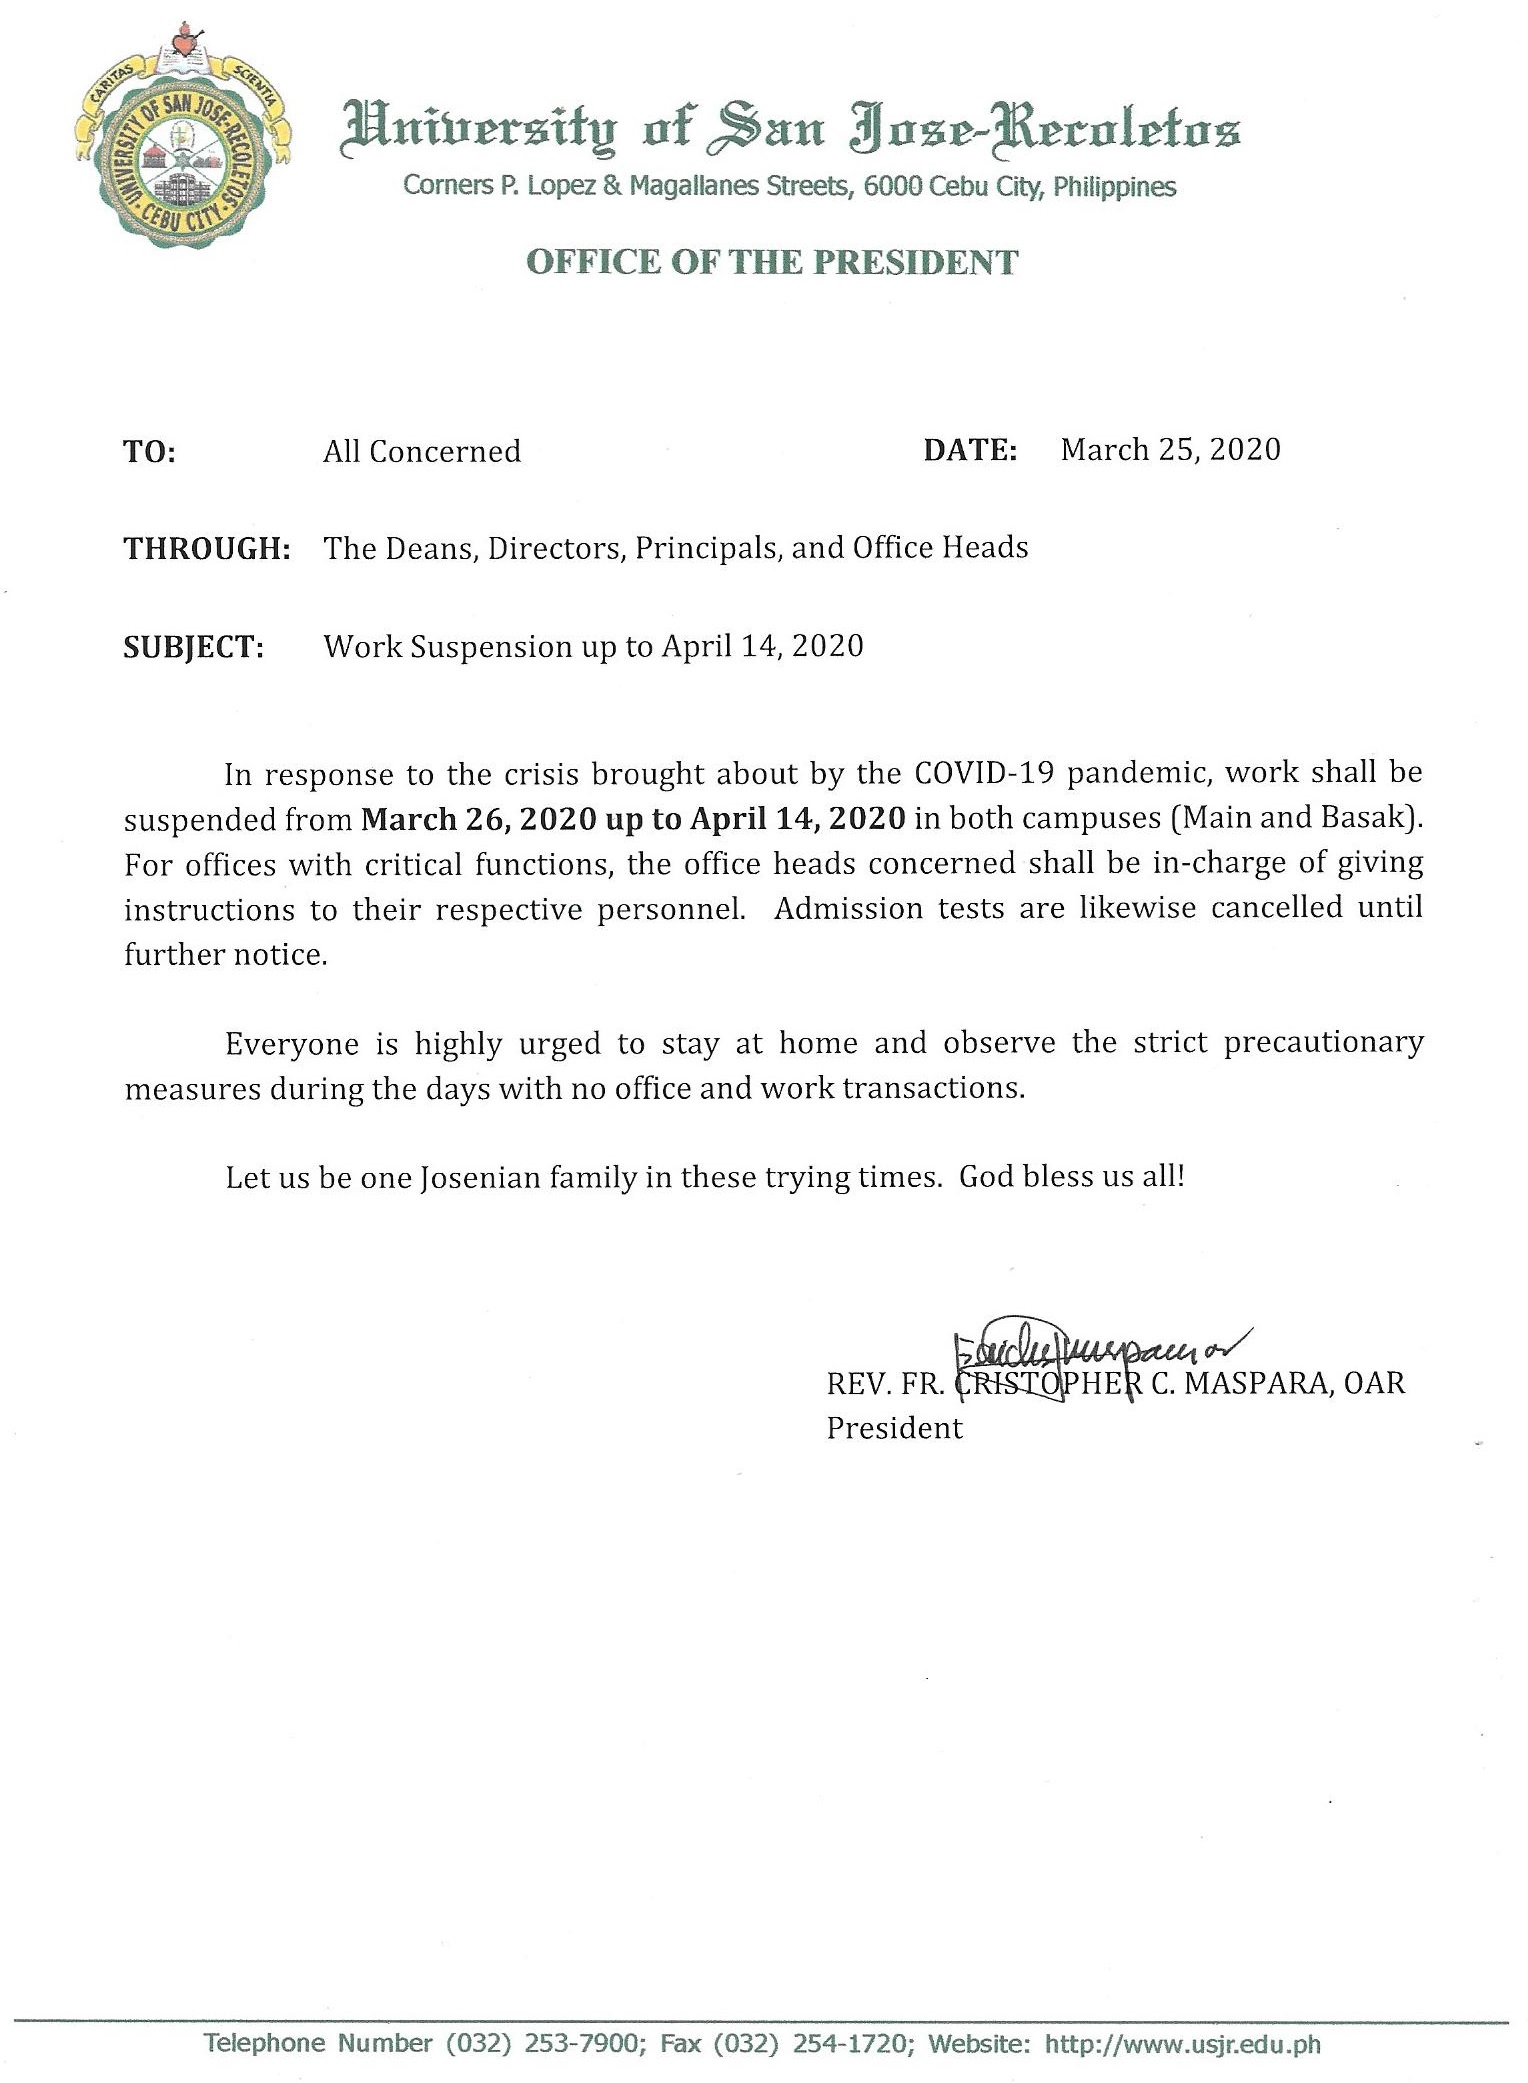 CARITAS
SCIENTIA
UNIVERSITY OF SAN JOSE-RECOLETOS
· CEBU CITY ·
University of San Jose-Recoletos
Corners P. Lopez & Magallanes Streets, 6000 Cebu City, Philippines
OFFICE OF THE PRESIDENT
TO: All Concerned DATE: March 25, 2020
THROUGH: The Deans, Directors, Principals, and Office Heads
SUBJECT: Work Suspension up to April 14, 2020
In response to the crisis brought about by the COVID-19 pandemic, work shall be
suspended from March 26, 2020 up to April 14, 2020 in both campuses (Main and Basak).
For offices with critical functions, the office heads concerned shall be in-charge of giving
instructions to their respective personnel. Admission tests are likewise cancelled until
further notice.
Everyone is highly urged to stay at home and observe the strict precautionary
measures during the days with no office and work transactions.
Let us be one Josenian family in these trying times. God bless us all!
REV. FR. CRISTOPHER C. MASPARA, OAR
President
Telephone Number (032) 253-7900; Fax (032) 254-1720; Website: http://www.usjr.edu.ph